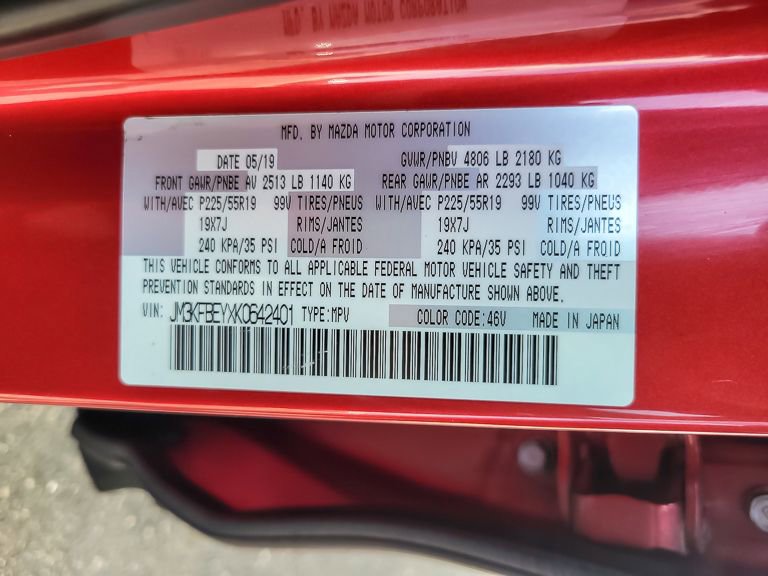 MFD. BY MAZDA MOTOR CORPORATION
DATE 05/19 GVWR/PNBV 4806 LB 2180 KG
FRONT GAWR/PNBE AV 2513 LB 1140 KG REAR GAWR/PNBE AR 2293 LB 1040 KG
WITH/AVEC P225/55R19 99V TIRES/PNEUS WITH/AVEC P225/55R19 99V TIRES/PNEUS
19X7J RIMS/JANTES 19X7J RIMS/JANTES
240 KPA/35 PSI COLD/A FROID 240 KPA/35 PSI COLD/A FROID
THIS VEHICLE CONFORMS TO ALL APPLICABLE FEDERAL MOTOR VEHICLE SAFETY AND THEFT
PREVENTION STANDARDS IN EFFECT ON THE DATE OF MANUFACTURE SHOWN ABOVE.
VIN: JM3KFBEYXK0642401 TYPE:MPV COLOR CODE:46V MADE IN JAPAN